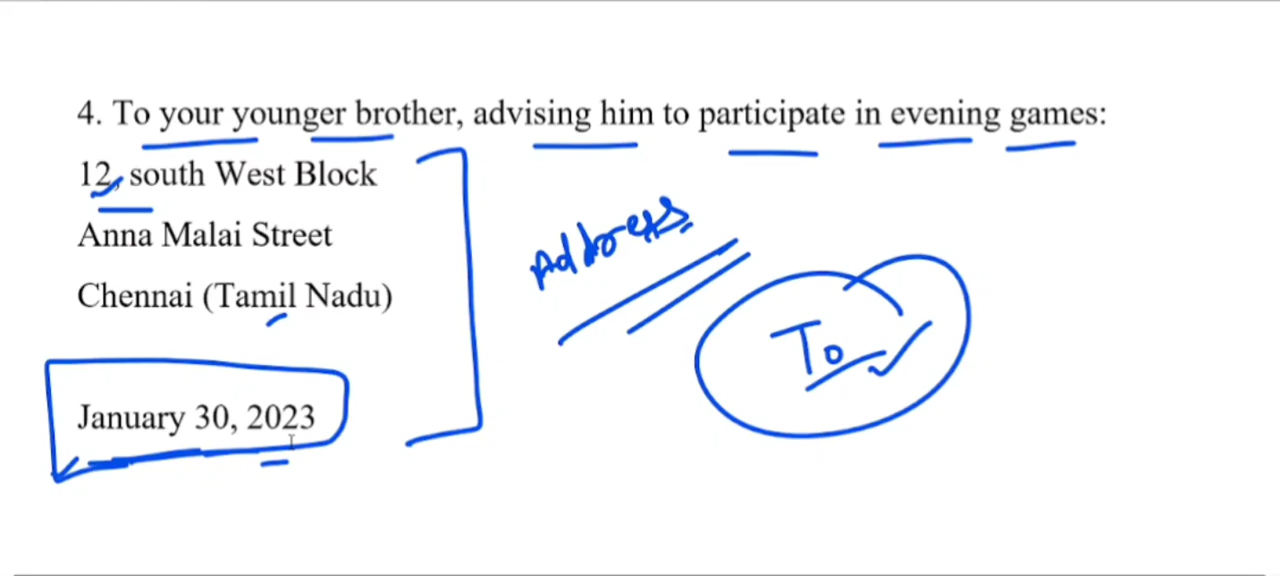 4. To your younger brother, advising him to participate in evening games:
12, south West Block
Anna Malai Street
Address
Chennai (Tamil Nadu)
To
January 30, 2023